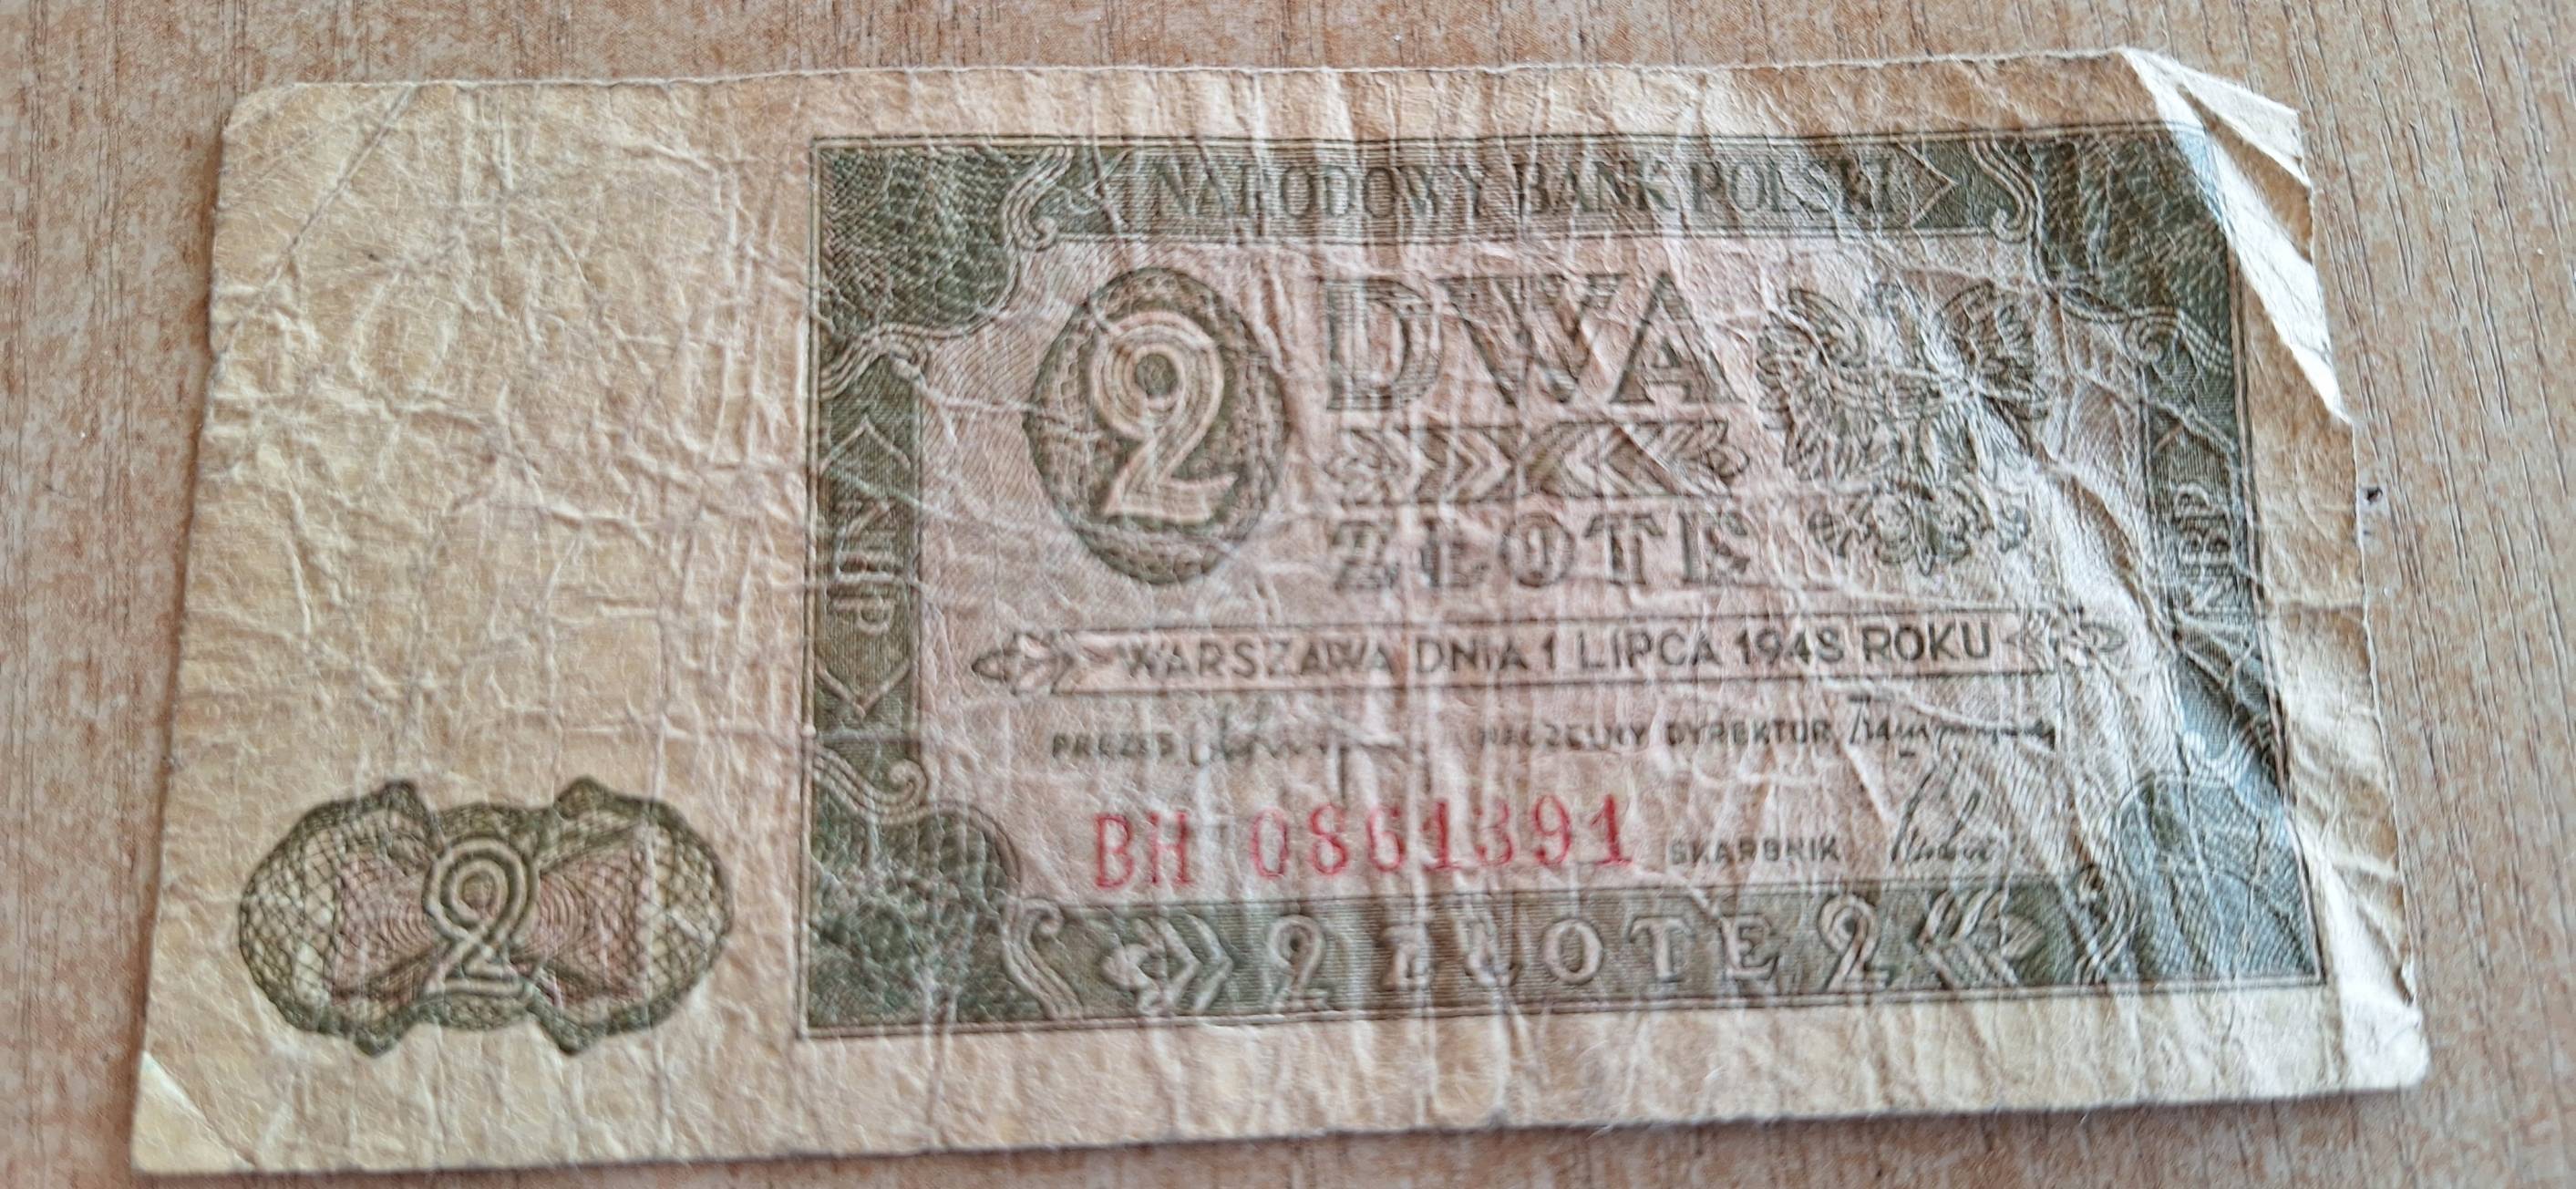 NARODOWY BANK POLSKI
2 DWA
ZŁOTE
NBP
NBP
WARSZAWA DNIA 1 LIPCA 1948 ROKU
PREZES NACZELNY DYREKTOR
BH 0861391
SKARBNIK
2 ZŁOTE 2
2